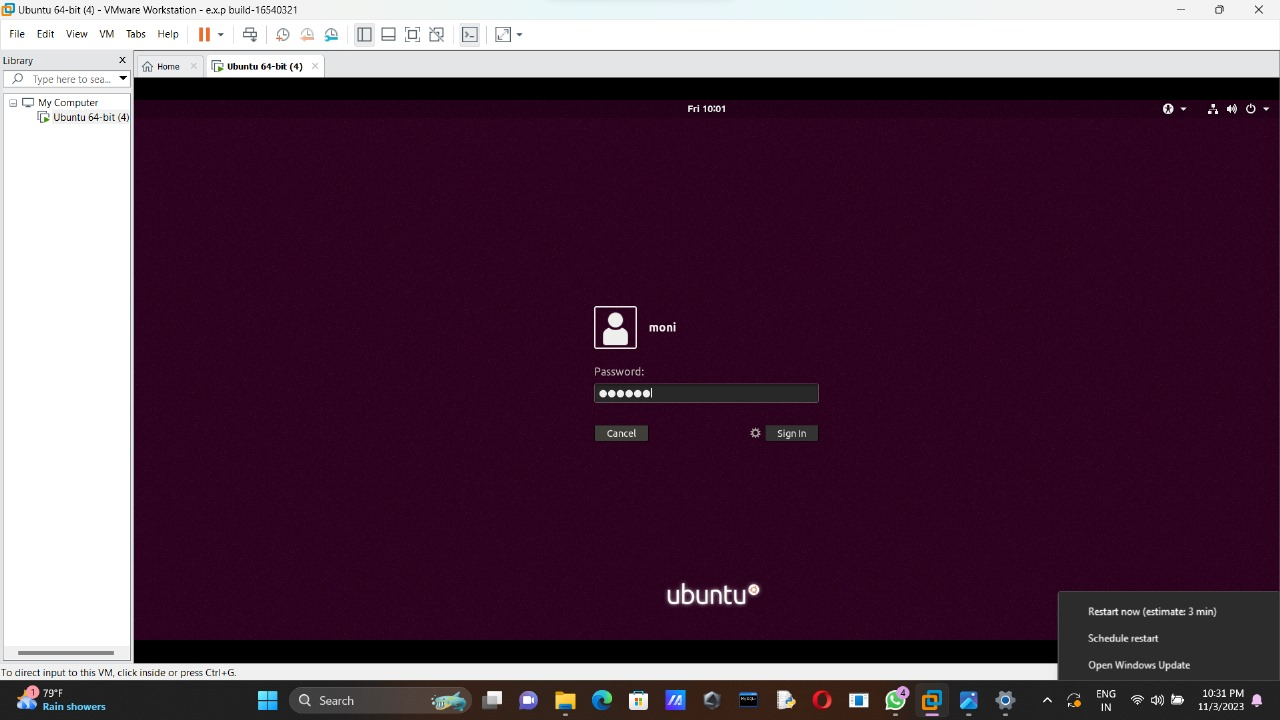 Ubuntu 64-bit (4) - VMware Workstation - e.x.p build-16540321
File Edit View VM Tabs Help
Library
Home
Ubuntu 64-bit (4)
Type here to sea...
My Computer
Ubuntu 64-bit (4)
Fri 10:01
moni
Password:
Cancel
Sign In
ubuntu
Restart now (estimate: 3 min)
Schedule restart
Open Windows Update
To direct input to this VM, click inside or press Ctrl+G.
1
79°F
Rain showers
Search
4
ENG
IN
10:31 PM
11/3/2023